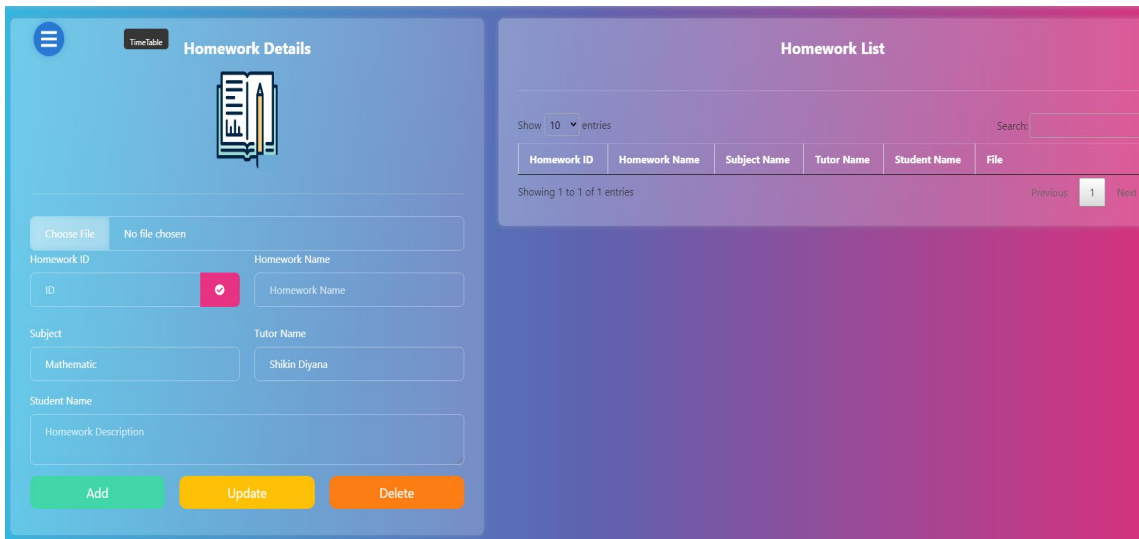 TimeTable
Homework Details
Choose File No file chosen
Homework ID Homework Name
ID Homework Name
Subject Tutor Name
Mathematic Shikin Diyana
Student Name
Homework Description
Add Update Delete
Homework List
Show 10 entries Search:
Homework ID Homework Name Subject Name Tutor Name Student Name File
Showing 1 to 1 of 1 entries Previous 1 Next